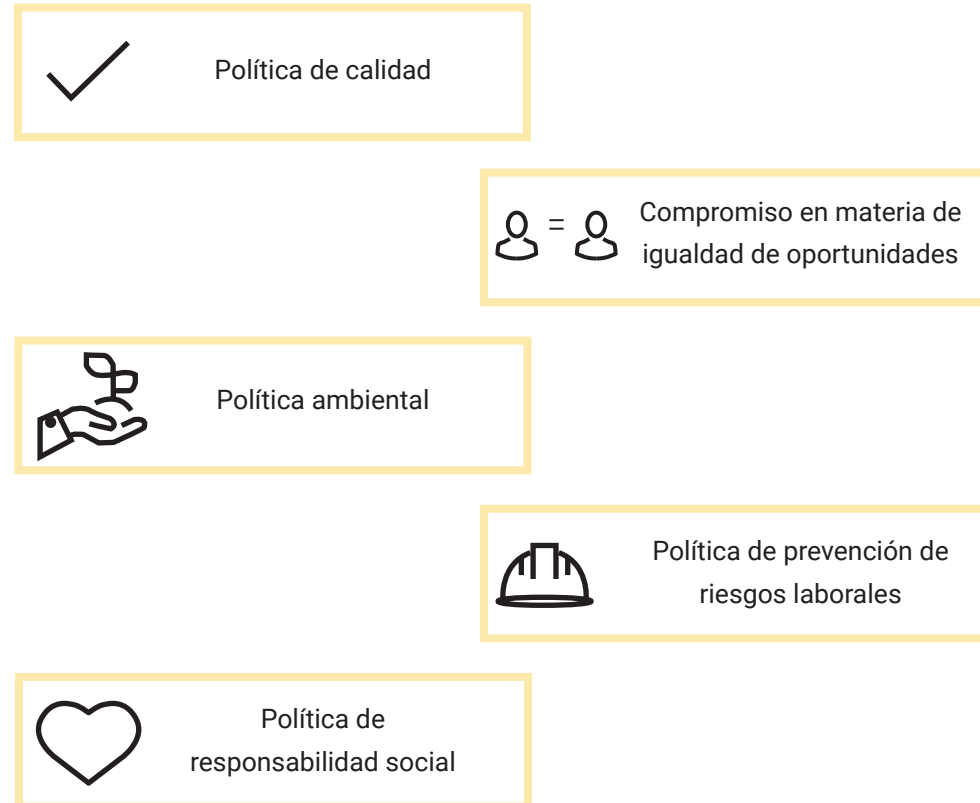 Política de calidad
=
Compromiso en materia de
igualdad de oportunidades
Política ambiental
Política de prevención de
riesgos laborales
Política de
responsabilidad social